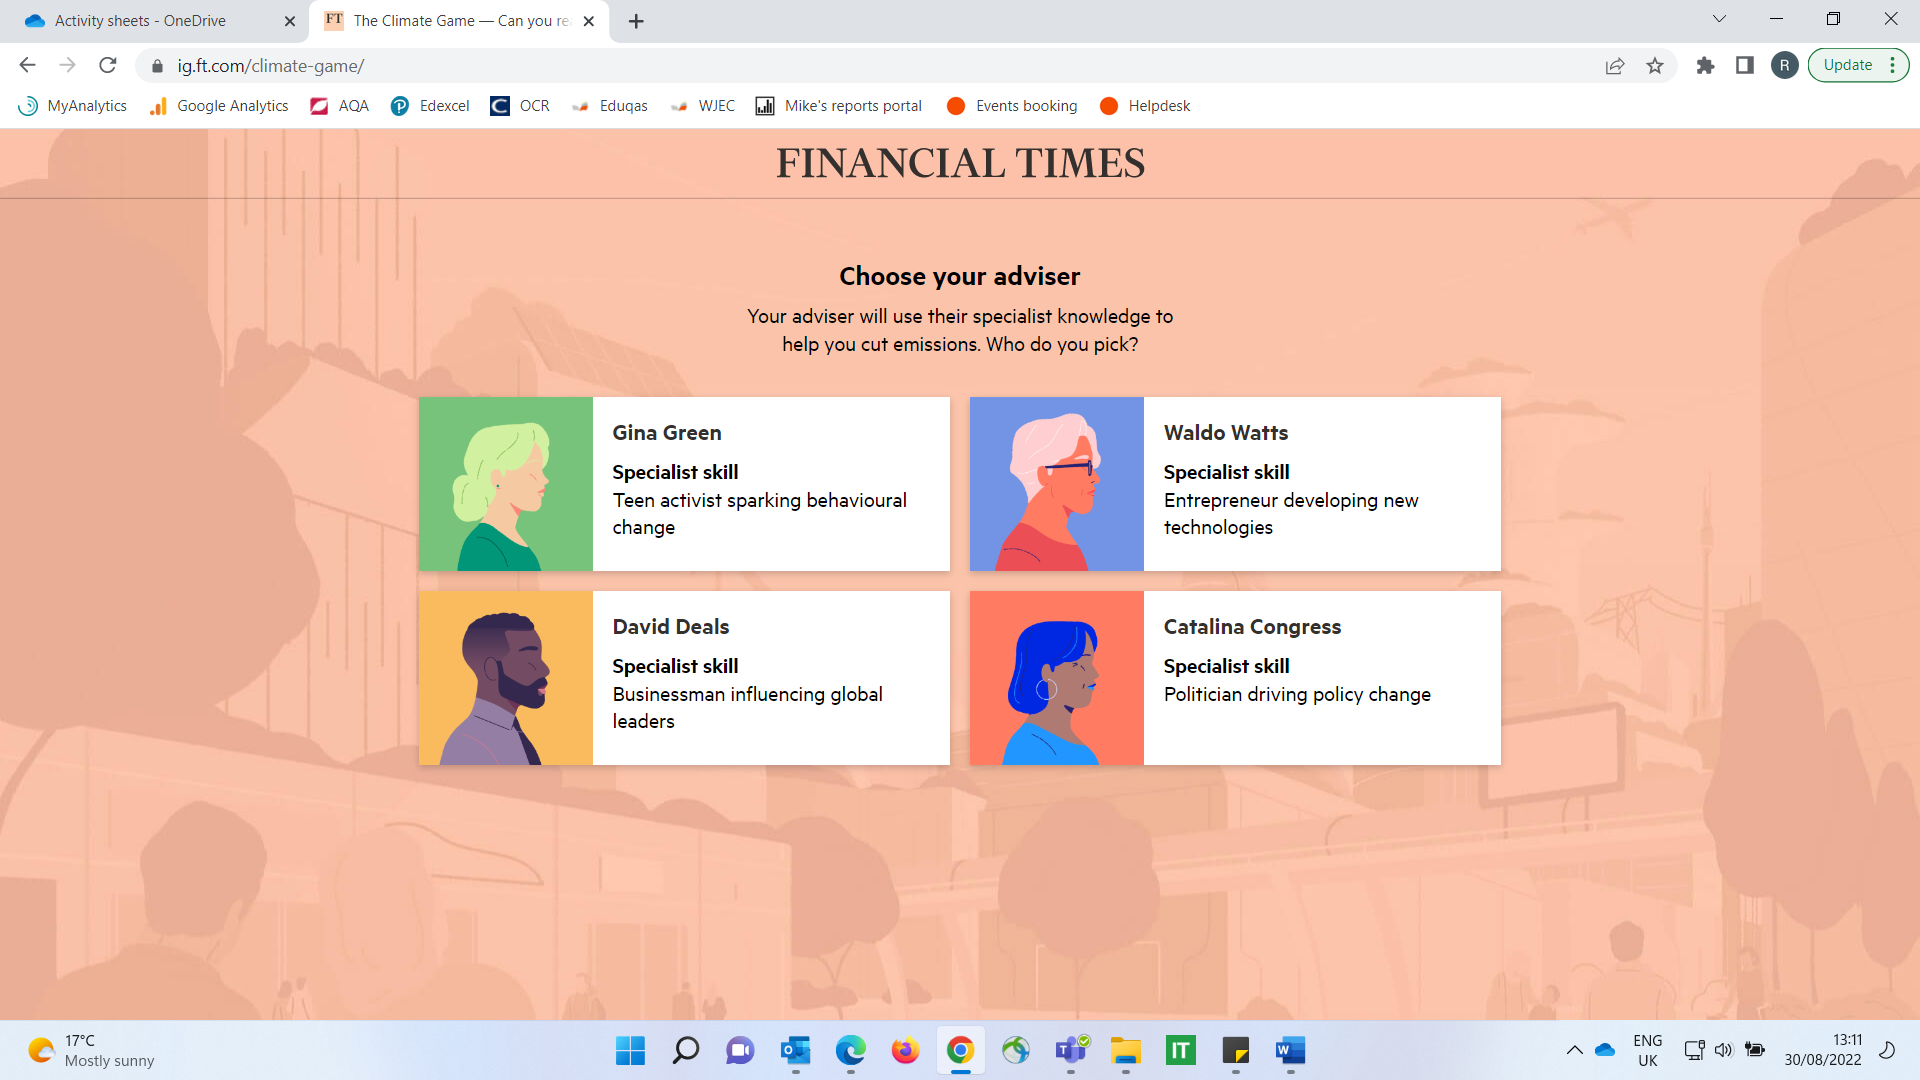 Activity sheets - OneDrive
FT The Climate Game — Can you re
ig.ft.com/climate-game/
R
Update
MyAnalytics
Google Analytics
AQA
Edexcel
OCR
Eduqas
WJEC
Mike's reports portal
Events booking
Helpdesk
FINANCIAL TIMES
Choose your adviser
Your adviser will use their specialist knowledge to
help you cut emissions. Who do you pick?
Gina Green
Specialist skill
Teen activist sparking behavioural
change
Waldo Watts
Specialist skill
Entrepreneur developing new
technologies
David Deals
Specialist skill
Businessman influencing global
leaders
Catalina Congress
Specialist skill
Politician driving policy change
17°C
Mostly sunny
IT
ENG
UK
13:11
30/08/2022